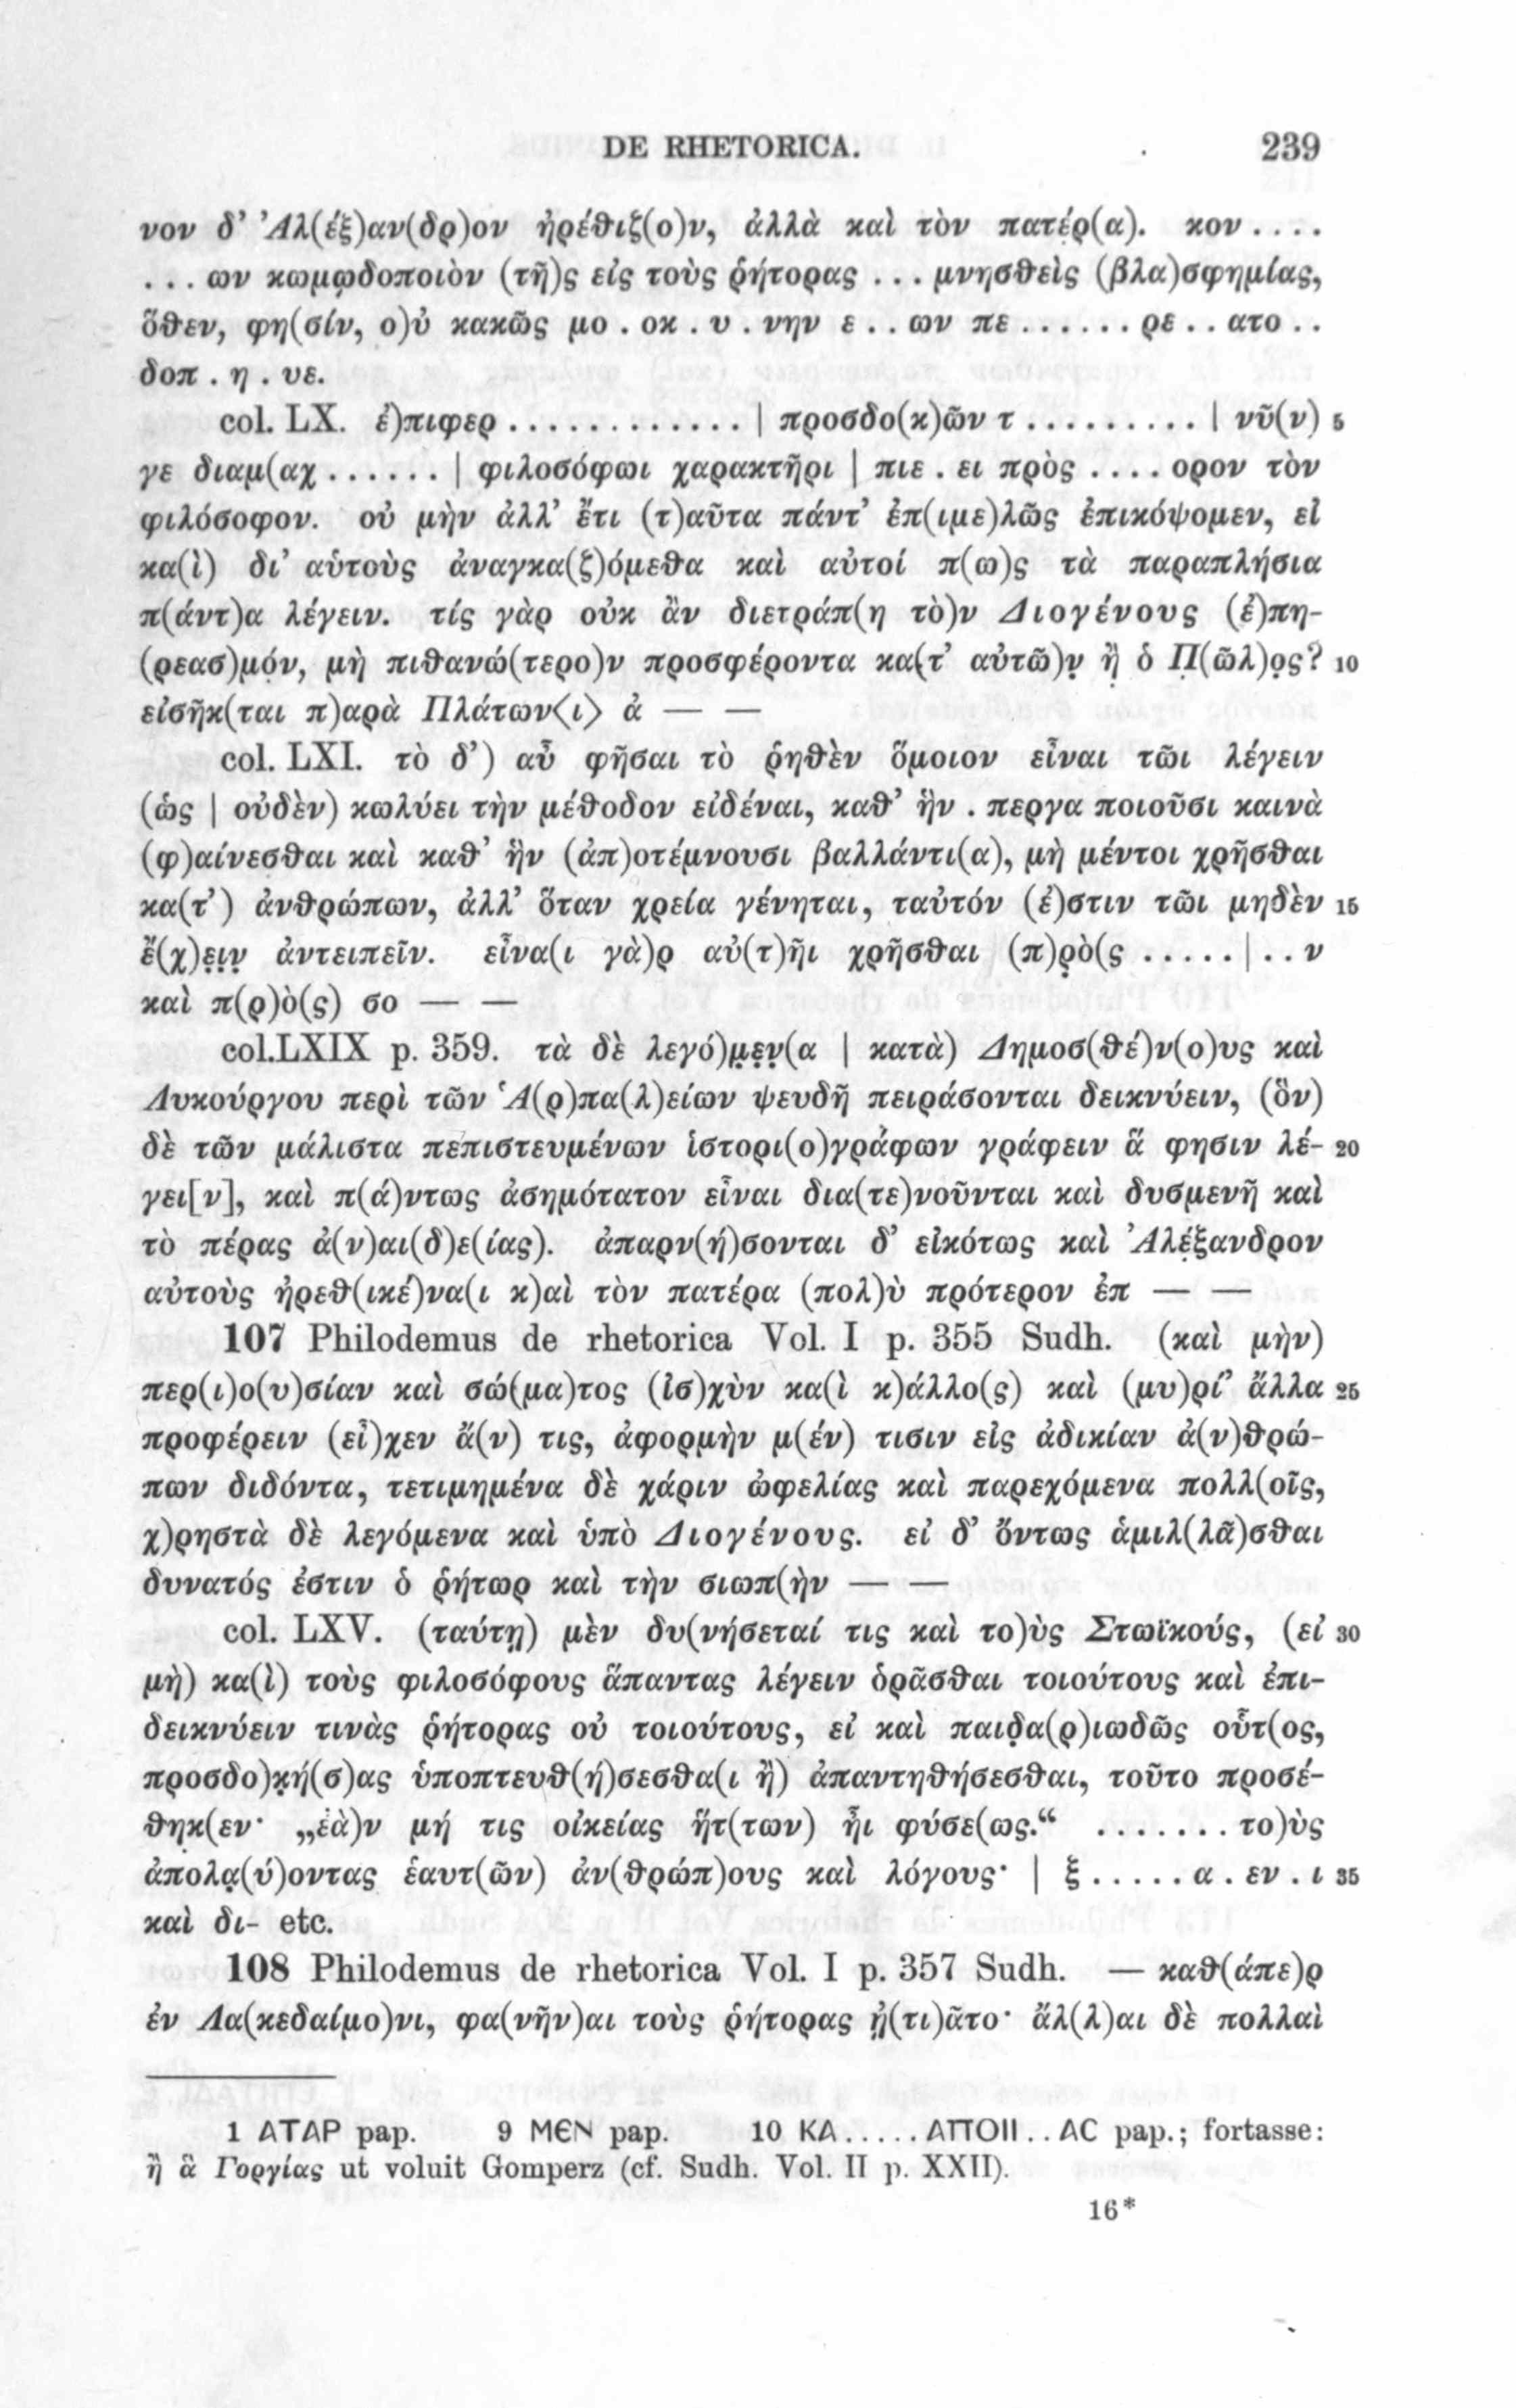 DE RHETORICA. 239
νον δ’ Ἀλ(έξ)αν(δρ)ον ἠρέθιζ(ο)ν, ἀλλὰ καὶ τὸν πατέρ(α). κον ....
... ων κωμῳδοποιὸν (τῆ)ς εἰς τοὺς ῥήτορας ... μνησθεὶς (βλα)σφημίας,
ὅθεν, φη(σίν, ο)ὐ κακῶς μο . οκ . υ . νην ε .. ων πε ...... ρε .. ατο ..
δοπ . η . υε.
col. LX. ἐ)πιφερ ............ | προσδο(κ)ῶν τ ......... | νῦ(ν) 5
γε διαμ(αχ ...... | φιλοσόφωι χαρακτῆρι | πιε . ει πρὸς .... ορον τὸν
φιλόσοφον. οὐ μὴν ἀλλ’ ἔτι (τ)αῦτα πάντ’ ἐπ(ιμε)λῶς ἐπικόψομεν, εἰ
κα(ὶ) δι’ αὑτοὺς ἀναγκα(ζ)όμεθα καὶ αὐτοί π(ω)ς τὰ παραπλήσια
π(άντ)α λέγειν. τίς γὰρ οὐκ ἂν διετράπ(η τὸ)ν Διογένους (ἐ)πη-
(ρεασ)μόν, μὴ πιθανώ(τερο)ν προσφέροντα κα(τ’ αὐτῶ)ν̣ ἢ̣ ὁ Π̣(ῶλ)ο̣ς? 10
εἰσῆκ(ται π)αρὰ Πλάτων<ι> ἀ — —
col. LXI. τὸ δ’) αὖ φῆσαι τὸ ῥηθὲν ὅμοιον εἶναι τῶι λέγειν
(ὡς | οὐδὲν) κωλύει τὴν μέθοδον εἰδέναι, καθ’ ἣν . περγα ποιοῦσι καινὰ
(φ)αίνεσθαι καὶ καθ’ ἣν (ἀπ)οτέμνουσι βαλλάντι(α), μὴ μέντοι χρῆσθαι
κα(τ’) ἀνθρώπων, ἀλλ’ ὅταν χρεία γένηται, ταὐτόν (ἐ)στιν τῶι μηδὲν 15
ἔ(χ)ε̣ι̣ν̣ ἀντειπεῖν. εἶνα(ι γὰ)ρ αὐ(τ)ῆι χρῆσθαι (π)ρ̣ὸ(ς ..... | .. ν
καὶ π(ρ)ὸ(ς) σο — —
col. LXIX p. 359. τὰ δὲ λεγό)μ̣ε̣ν̣(α | κατὰ) Δημοσ(θέ)ν(ο)υς καὶ
Λυκούργου περὶ τῶν Ἁ(ρ)πα(λ)είων ψευδῆ πειράσονται δεικνύειν, (ὃν)
δὲ τῶν μάλιστα πεπιστευμένων ἱστορι(ο)γράφων γράφειν ἅ φησιν λέ- 20
γει[ν], καὶ π(ά)ντως ἀσημότατον εἶναι δια(τε)νοῦνται καὶ δυσμενῆ καὶ
τὸ πέρας ἀ(ν)αι(δ)ε(ίας). ἀπαρν(ή)σονται δ’ εἰκότως καὶ Ἀλέ̣ξανδρον
αὐτοὺς ἠρεθ(ικέ)να(ι κ)αὶ τὸν πατέρα (πολ)ὺ πρότερον ἐπ — —
107 Philodemus de rhetorica Vol. I p. 355 Sudh. (καὶ μὴν)
περ(ι)ο(υ)σίαν καὶ σώ(μα)τος (ἰσ)χὺν κα(ὶ κ)άλλο(ς) καὶ (μυ)ρί’ ἄλλα 25
προφέρειν (εἶ)χεν ἄ(ν) τις, ἀφορμὴν μ(έν) τισιν εἰς ἀδικίαν ἀ(ν)θρώ-
πων διδόντα, τετιμημένα δὲ χάριν ὠφελίας καὶ παρεχόμενα πολλ(οῖς,
χ)ρηστὰ δὲ λεγόμενα καὶ ὑπὸ Διογένους. εἰ δ’ ὄντως ἁμιλ(λᾶ)σθαι
δυνατός ἐστιν ὁ ῥήτωρ καὶ τὴν σιωπ(ὴν — —
col. LXV. (ταύτῃ) μὲν δυ(νήσεταί τις καὶ το)ὺς Στωϊκούς, (εἰ 30
μὴ) κα(ὶ) τοὺς φιλοσόφους ἅπαντας λέγειν ὁρᾶσθαι τοιούτους καὶ ἐπι-
δεικνύειν τινὰς ῥήτορας οὐ τοιούτους, εἰ καὶ παιδ̣α(ρ)ιωδῶς οὗτ(ος,
προσδο)κ̣ή(σ)ας ὑποπτευθ(ή)σεσθα(ι ἢ) ἀπαντηθήσεσθαι, τοῦτο προσέ-
θηκ(εν· „ἐὰ)ν μή τις οἰκείας ἥτ(των) ἦι φύσε(ως.“ ....... το)ὺς
ἀπολα̣(ύ)οντας ἑαυτ(ῶν) ἀν(θρώπ)ους καὶ λόγους· | ξ ..... α . εν . ι 35
καὶ δι- etc.
108 Philodemus de rhetorica Vol. I p. 357 Sudh. — καθ(άπε)ρ
ἐν Λα(κεδαίμο)νι, φα(νῆν)αι τοὺς ῥήτορας ᾐ̣(τι)ᾶτο· ἄλ(λ)αι δὲ πολλαὶ
1 ΑΤΑΡ pap. 9 ΜЄΝ pap. 10 ΚΑ ..... ΑΠΟΙΙ .. ΑC pap.; fortasse:
ἢ ἃ Γοργίας ut voluit Gomperz (cf. Sudh. Vol. II p. XXII).
16*